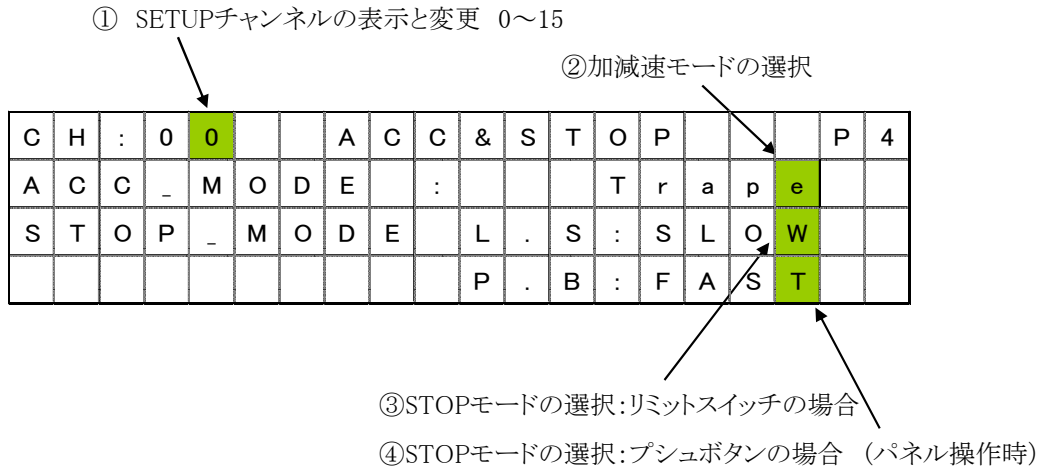 ① SETUPチャンネルの表示と変更 0～15
②加減速モードの選択
CH:00  ACC&STOP   P4
ACC_MODE :   Trape
STOP_MODE L.S:SLOW
P.B:FAST
③STOPモードの選択:リミットスイッチの場合
④STOPモードの選択:プシュボタンの場合 (パネル操作時)